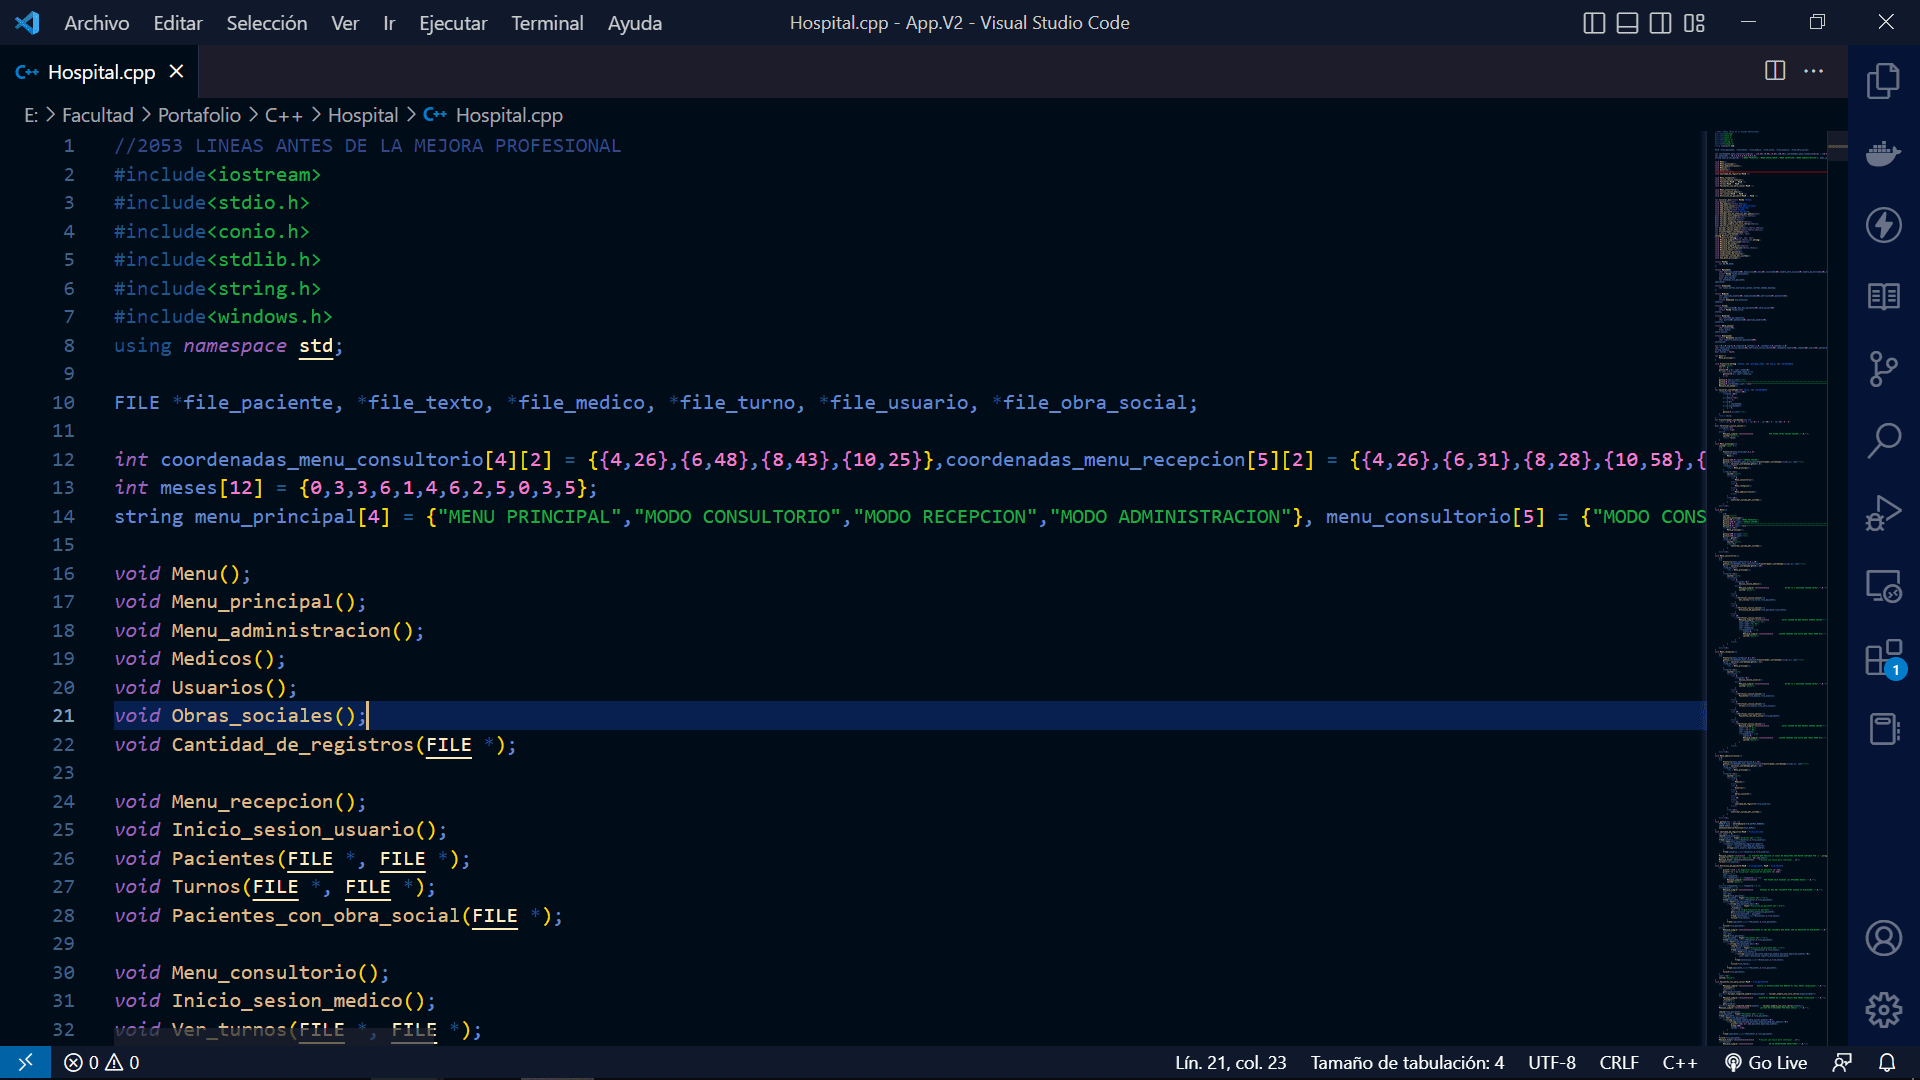 Archivo Editar Selección Ver Ir Ejecutar Terminal Ayuda Hospital.cpp - App.V2 - Visual Studio Code
C++ Hospital.cpp
E: > Facultad > Portafolio > C++ > Hospital > C++ Hospital.cpp
1 //2053 LINEAS ANTES DE LA MEJORA PROFESIONAL
2 #include<iostream>
3 #include<stdio.h>
4 #include<conio.h>
5 #include<stdlib.h>
6 #include<string.h>
7 #include<windows.h>
8 using namespace std;
9
10 FILE *file_paciente, *file_texto, *file_medico, *file_turno, *file_usuario, *file_obra_social;
11
12 int coordenadas_menu_consultorio[4][2] = {{4,26},{6,48},{8,43},{10,25}},coordenadas_menu_recepcion[5][2] = {{4,26},{6,31},{8,28},{10,58},{
13 int meses[12] = {0,3,3,6,1,4,6,2,5,0,3,5};
14 string menu_principal[4] = {"MENU PRINCIPAL","MODO CONSULTORIO","MODO RECEPCION","MODO ADMINISTRACION"}, menu_consultorio[5] = {"MODO CONS
15
16 void Menu();
17 void Menu_principal();
18 void Menu_administracion();
19 void Medicos();
20 void Usuarios();
21 void Obras_sociales();
22 void Cantidad_de_registros(FILE *);
23
24 void Menu_recepcion();
25 void Inicio_sesion_usuario();
26 void Pacientes(FILE *, FILE *);
27 void Turnos(FILE *, FILE *);
28 void Pacientes_con_obra_social(FILE *);
29
30 void Menu_consultorio();
31 void Inicio_sesion_medico();
32 void Ver_turnos(FILE *, FILE *);
1
0 0 Lín. 21, col. 23 Tamaño de tabulación: 4 UTF-8 CRLF C++ Go Live